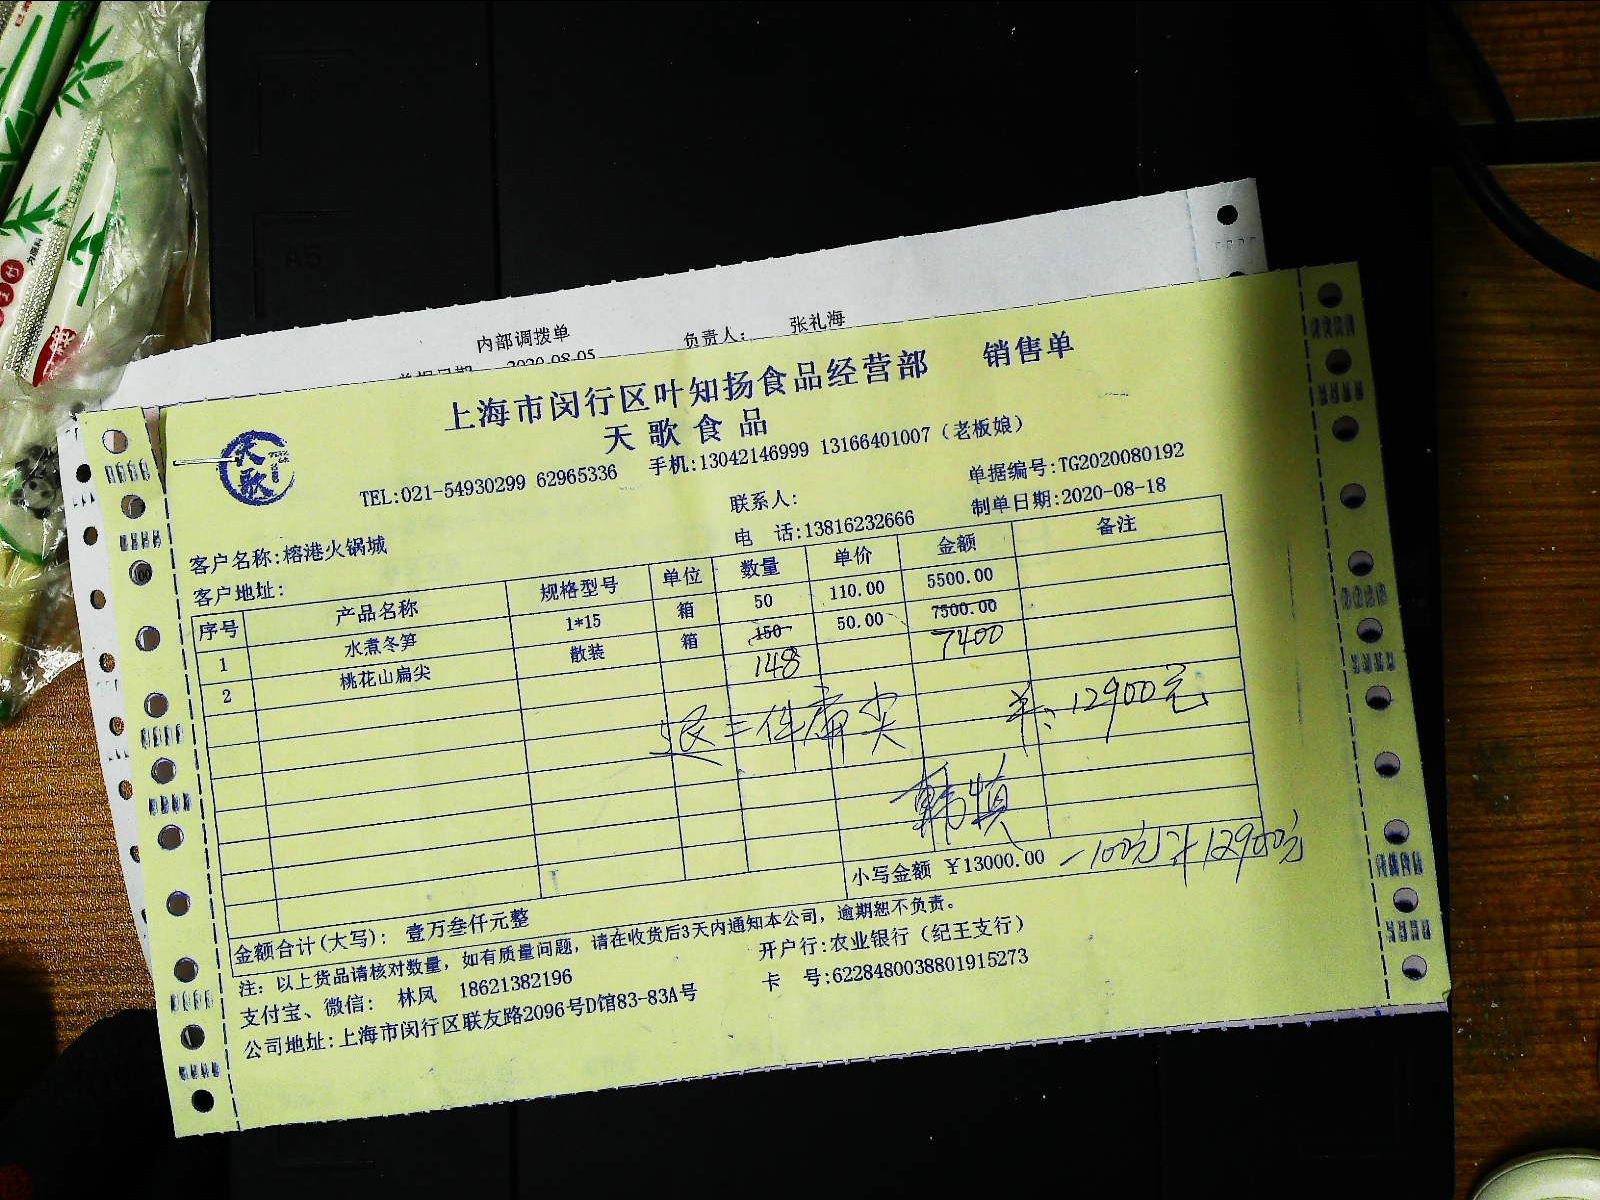 内部调拨单 负责人: 张礼海
2020-08-05
上海市闵行区叶知扬食品经营部 销售单
天歌食品
天歌
TEL:021-54930299 62965336 手机:13042146999 13166401007(老板娘)
联系人: 单据编号:TG2020080192
客户名称:榕港火锅城 电 话:13816232666 制单日期:2020-08-18
客户地址:
序号 产品名称 规格型号 单位 数量 单价 金额 备注
1 水煮冬笋 1*15 箱 50 110.00 5500.00
2 桃花山扁尖 散装 箱 150 50.00 7500.00
148 7400
退二件扁尖 共: 12900元
小写金额 ¥13000.00 -100元 计12900元
金额合计(大写): 壹万叁仟元整
注: 以上货品请核对数量, 如有质量问题, 请在收货后3天内通知本公司, 逾期恕不负责。
支付宝、微信: 林凤 18621382196 开户行:农业银行(纪王支行)
公司地址:上海市闵行区联友路2096号D馆83-83A号 卡 号:6228480038801915273
A5